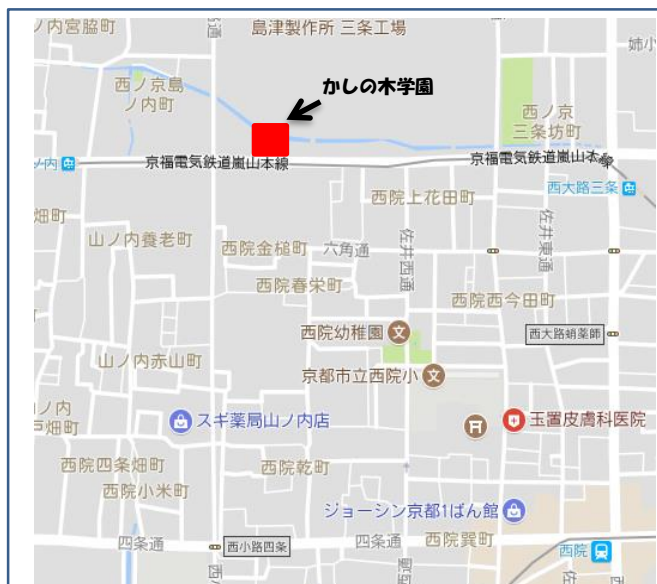 ノ内宮脇町
島津製作所 三条工場
姉小
西ノ京島
ノ内町
かしの木学園
西ノ京
三条坊町
ノ内
京福電気鉄道嵐山本線
京福電気鉄道嵐山本線
西大路三条
西院上花田町
畑町
山ノ内養老町
西院金槌町
六角通
佐井西通
佐井東通
西院春栄町
西院西今田町
西院幼稚園
西大路蛸薬師
山ノ内赤山町
京都市立西院小
ノ内
戸畑町
スギ薬局山ノ内店
玉置皮膚科医院
西院四条畑町
西院乾町
西院小米町
ジョーシン京都1ばん館
四条通
西小路四条
四条通
西院巽町
西院